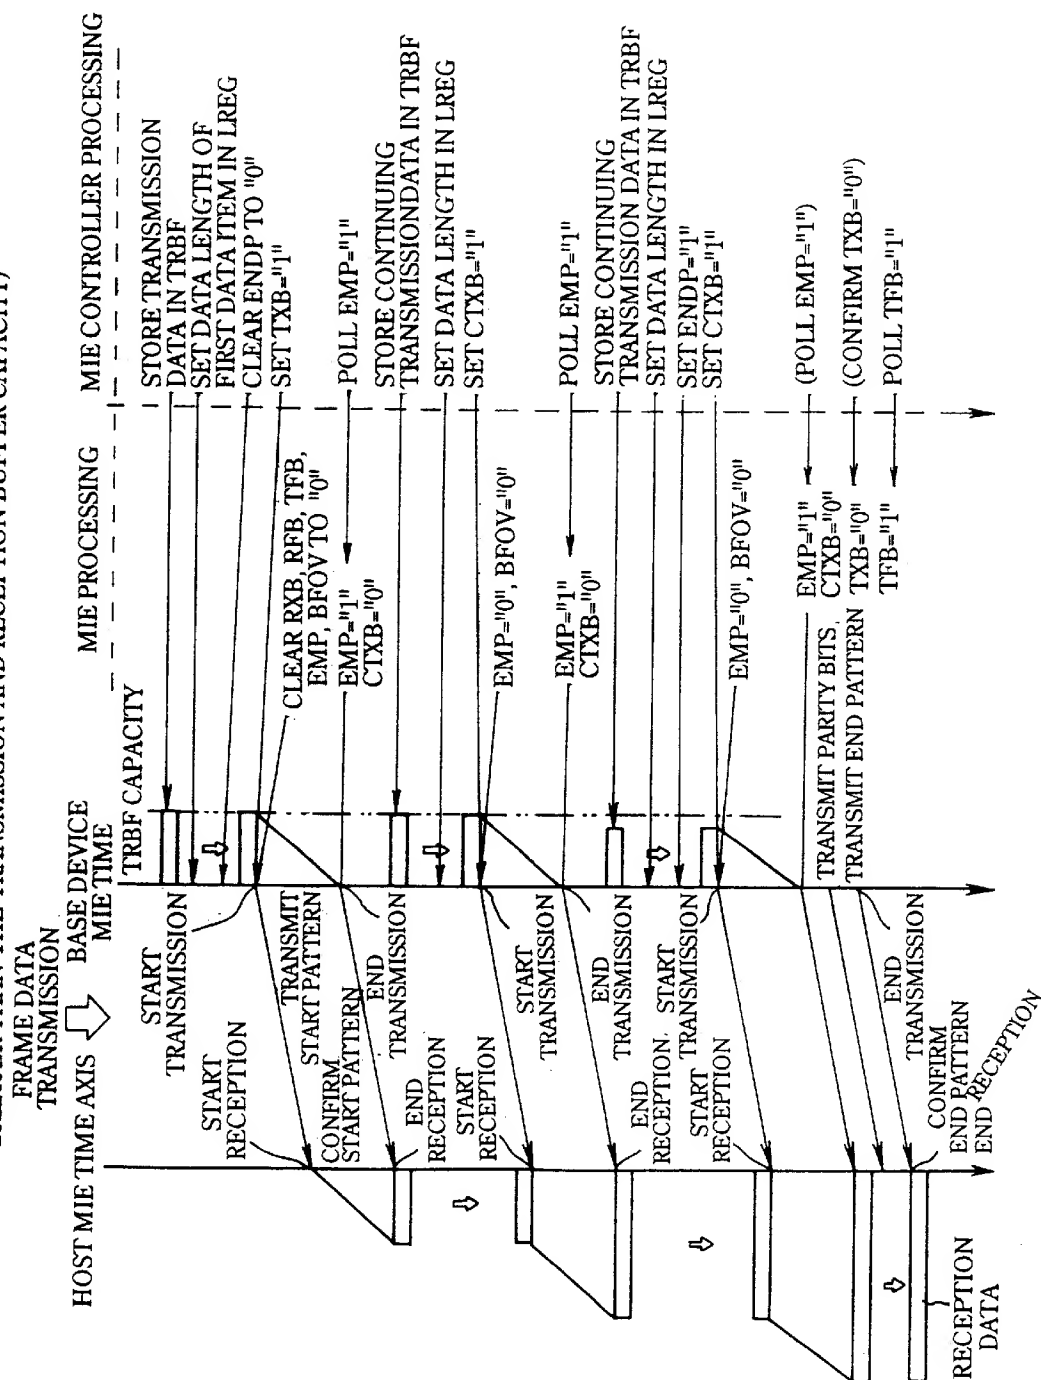 FRAME DATA
TRANSMISSION
HOST MIE TIME AXIS
BASE DEVICE
MIE TIME
TRBF CAPACITY
MIE PROCESSING
MIE CONTROLLER PROCESSING
STORE TRANSMISSION
DATA IN TRBF
SET DATA LENGTH OF
FIRST DATA ITEM IN LREG
CLEAR ENDP TO "0"
SET TXB="1"
POLL EMP="1"
STORE CONTINUING
TRANSMISSIONDATA IN TRBF
SET DATA LENGTH IN LREG
SET CTXB="1"
POLL EMP="1"
STORE CONTINUING
TRANSMISSION DATA IN TRBF
SET DATA LENGTH IN LREG
SET ENDP="1"
SET CTXB="1"
(POLL EMP="1")
(CONFIRM TXB="0")
POLL TFB="1"
CLEAR RXB, RFB, TFB,
EMP, BFOV TO "0"
EMP="1"
CTXB="0"
EMP="0", BFOV="0"
EMP="1"
CTXB="0"
EMP="0", BFOV="0"
EMP="1"
CTXB="0"
TXB="0"
TFB="1"
TRANSMIT PARITY BITS,
TRANSMIT END PATTERN
START
TRANSMISSION
TRANSMIT
START PATTERN
END
TRANSMISSION
START
TRANSMISSION
END
TRANSMISSION
START
TRANSMISSION
END
TRANSMISSION
START
RECEPTION
CONFIRM
START PATTERN
END
RECEPTION
START
RECEPTION
END
RECEPTION.
START
RECEPTION
CONFIRM
END PATTERN
END RECEPTION
RECEPTION
DATA